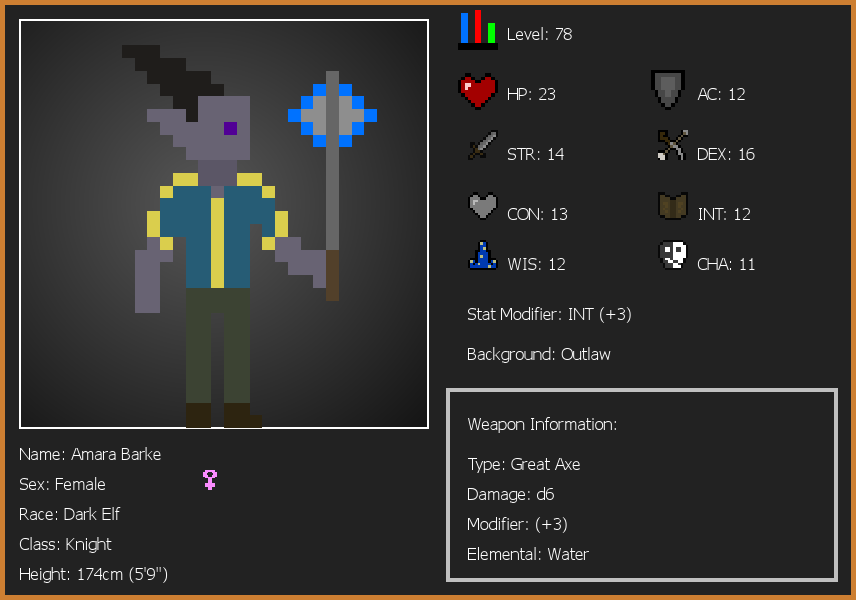 Level: 78
HP: 23
AC: 12
STR: 14
DEX: 16
CON: 13
INT: 12
WIS: 12
CHA: 11
Stat Modifier: INT (+3)
Background: Outlaw
Weapon Information:
Type: Great Axe
Damage: d6
Modifier: (+3)
Elemental: Water
Name: Amara Barke
Sex: Female
Race: Dark Elf
Class: Knight
Height: 174cm (5'9")